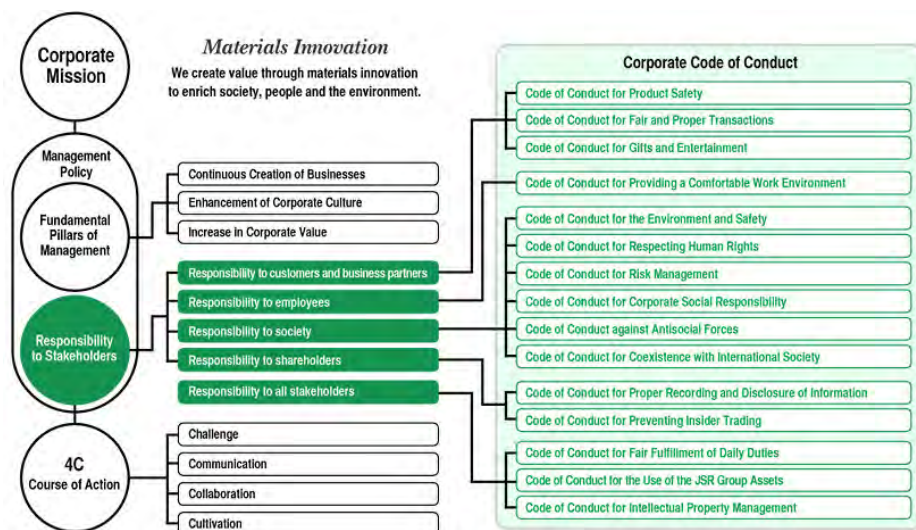 Corporate
Mission
Materials Innovation
We create value through materials innovation
to enrich society, people and the environment.
Management
Policy
Fundamental
Pillars of
Management
Continuous Creation of Businesses
Enhancement of Corporate Culture
Increase in Corporate Value
Responsibility
to Stakeholders
Responsibility to customers and business partners
Responsibility to employees
Responsibility to society
Responsibility to shareholders
Responsibility to all stakeholders
4C
Course of Action
Challenge
Communication
Collaboration
Cultivation
Corporate Code of Conduct
Code of Conduct for Product Safety
Code of Conduct for Fair and Proper Transactions
Code of Conduct for Gifts and Entertainment
Code of Conduct for Providing a Comfortable Work Environment
Code of Conduct for the Environment and Safety
Code of Conduct for Respecting Human Rights
Code of Conduct for Risk Management
Code of Conduct for Corporate Social Responsibility
Code of Conduct against Antisocial Forces
Code of Conduct for Coexistence with International Society
Code of Conduct for Proper Recording and Disclosure of Information
Code of Conduct for Preventing Insider Trading
Code of Conduct for Fair Fulfillment of Daily Duties
Code of Conduct for the Use of the JSR Group Assets
Code of Conduct for Intellectual Property Management